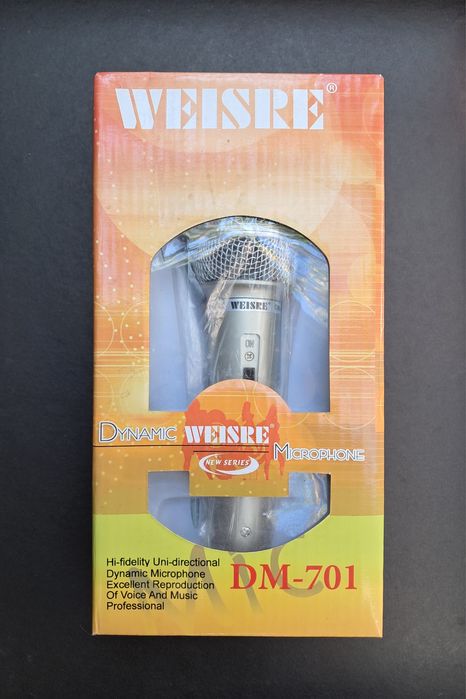 WEISRE®
WEISRE®
ON
DYNAMIC WEISRE MICROPHONE
NEW SERIES
Hi-fidelity Uni-directional
Dynamic Microphone
Excellent Reproduction
Of Voice And Music
Professional
DM-701